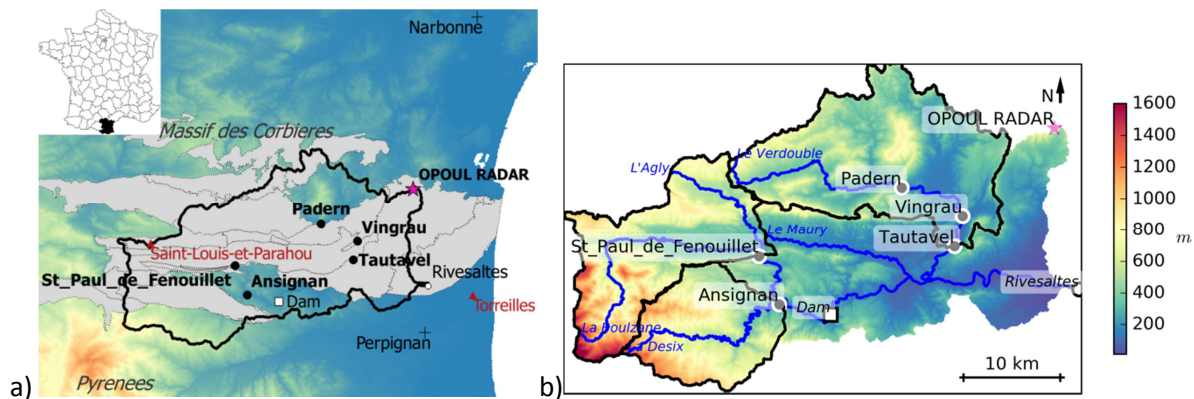 Narbonne
Massif des Corbieres
OPOUL RADAR
Padern
Vingrau
Saint-Louis-et-Parahou
Tautavel
St_Paul_de_Fenouillet
Ansignan
Rivesaltes
Dam
Torreilles
Perpignan
Pyrenees
a)
N
OPOUL RADAR
Le Verdouble
L'Agly
Padern
Vingrau
Le Maury
Tautavel
St_Paul_de_Fenouillet
Rivesaltes
Ansignan
Dam
La Boulzane
Desix
10 km
b)
1600
1400
1200
1000
800
600
400
200
m